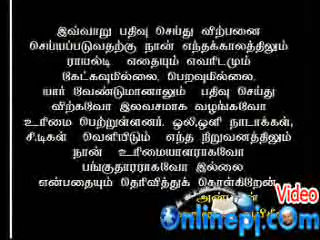 இவ்வாறு பதிவு செய்து விற்பனை
செய்யப்படுவதற்கு நான் எந்தக்காலத்திலும்
ராயல்டி எதையும் எவரிடமும்
கேட்கவுமில்லை, பெறவுமில்லை.
யார் வேண்டுமானாலும் பதிவு செய்து
விற்கவோ இலவசமாக வழங்கவோ
உரிமை பெற்றுள்ளனர். ஒலி,ஒளி நாடாக்கள்,
சி.டிகள் வெளியிடும் எந்த நிறுவனத்திலும்
நான் உரிமையாளராகவோ
பங்குதாரராகவோ இல்லை
என்பதையும் தெரிவித்துக் கொள்கிறேன்.
Video
Onlinepj.com